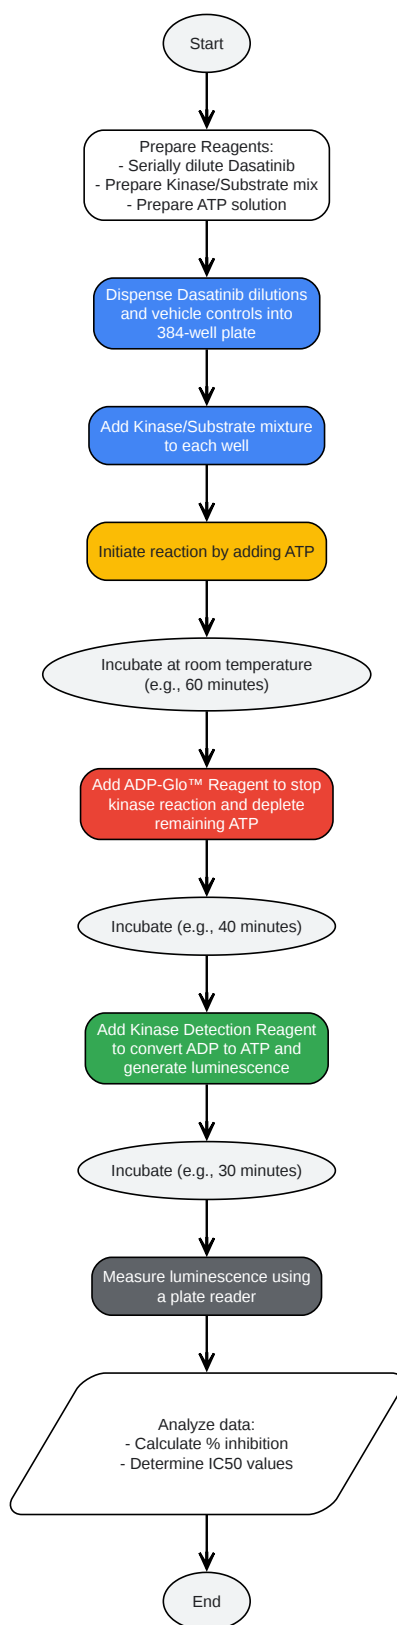 Start
Prepare Reagents:
- Serially dilute Dasatinib
- Prepare Kinase/Substrate mix
- Prepare ATP solution
Dispense Dasatinib dilutions
and vehicle controls into
384-well plate
Add Kinase/Substrate mixture
to each well
Initiate reaction by adding ATP
Incubate at room temperature
(e.g., 60 minutes)
Add ADP-Glo™ Reagent to stop
kinase reaction and deplete
remaining ATP
Incubate (e.g., 40 minutes)
Add Kinase Detection Reagent
to convert ADP to ATP and
generate luminescence
Incubate (e.g., 30 minutes)
Measure luminescence using
a plate reader
Analyze data:
- Calculate % inhibition
- Determine IC50 values
End